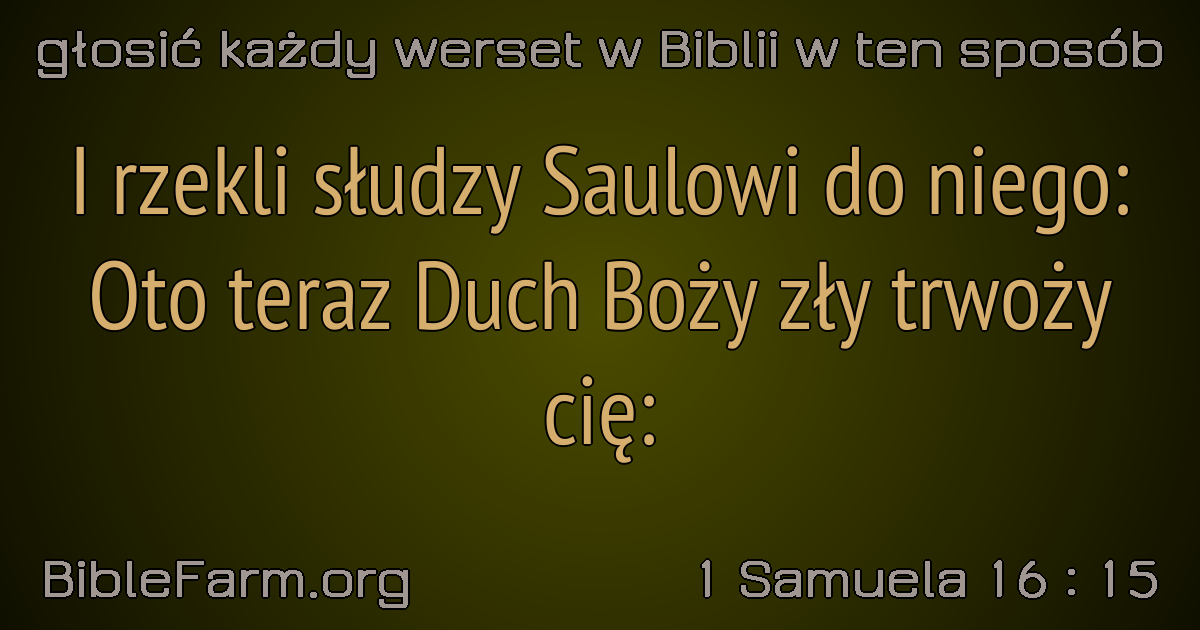 głosić każdy werset w Biblii w ten sposób
I rzekli słudzy Saulowi do niego:
Oto teraz Duch Boży zły trwoży
cię:
BibleFarm.org
1 Samuela 16 : 15